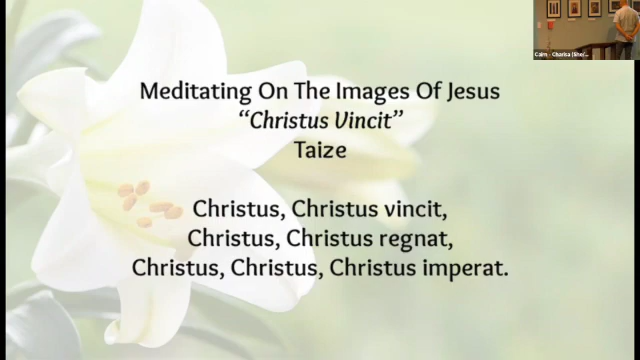 Meditating On The Images Of Jesus
“Christus Vincit”
Taize
Christus, Christus vincit,
Christus, Christus regnat,
Christus, Christus, Christus imperat.